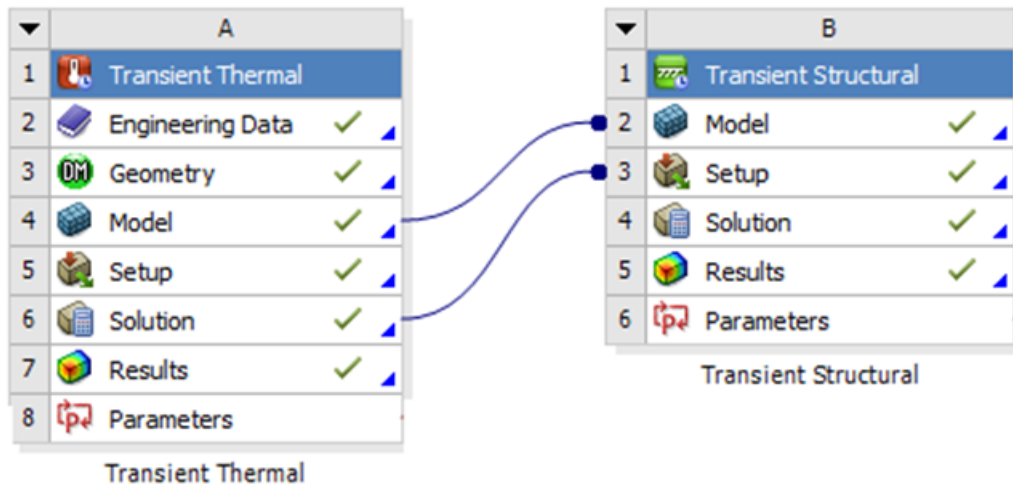 A
1 Transient Thermal
2 Engineering Data
3 DM Geometry
4 Model
5 Setup
6 Solution
7 Results
8 p Parameters
Transient Thermal
B
1 Transient Structural
2 Model
3 Setup
4 Solution
5 Results
6 p Parameters
Transient Structural